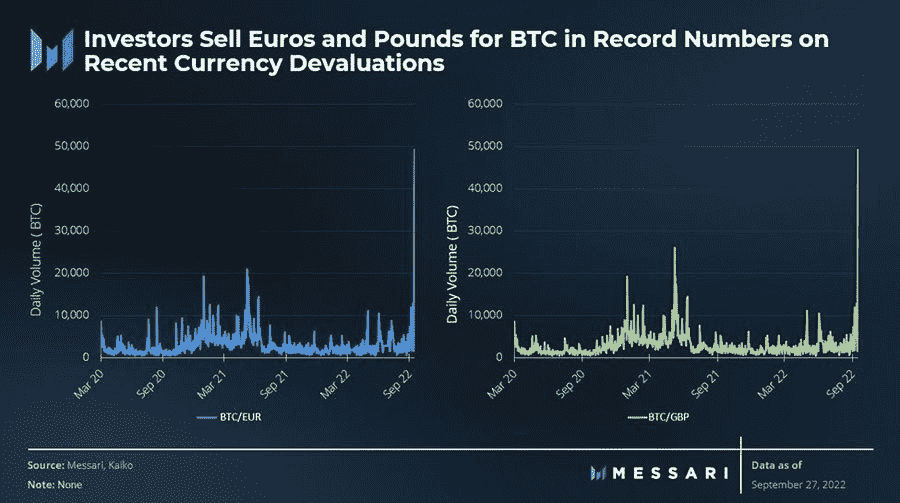 Investors Sell Euros and Pounds for BTC in Record Numbers on
Recent Currency Devaluations
60,000
50,000
40,000
30,000
20,000
10,000
0
Daily Volume ( BTC)
Mar 20
Sep 20
Mar 21
Sep 21
Mar 22
Sep 22
BTC/EUR
60,000
50,000
40,000
30,000
20,000
10,000
0
Daily Volume ( BTC)
Mar 20
Sep 20
Mar 21
Sep 21
Mar 22
Sep 22
BTC/GBP
Source: Messari, Kaiko
Note: None
MESSARI
Data as of
September 27, 2022